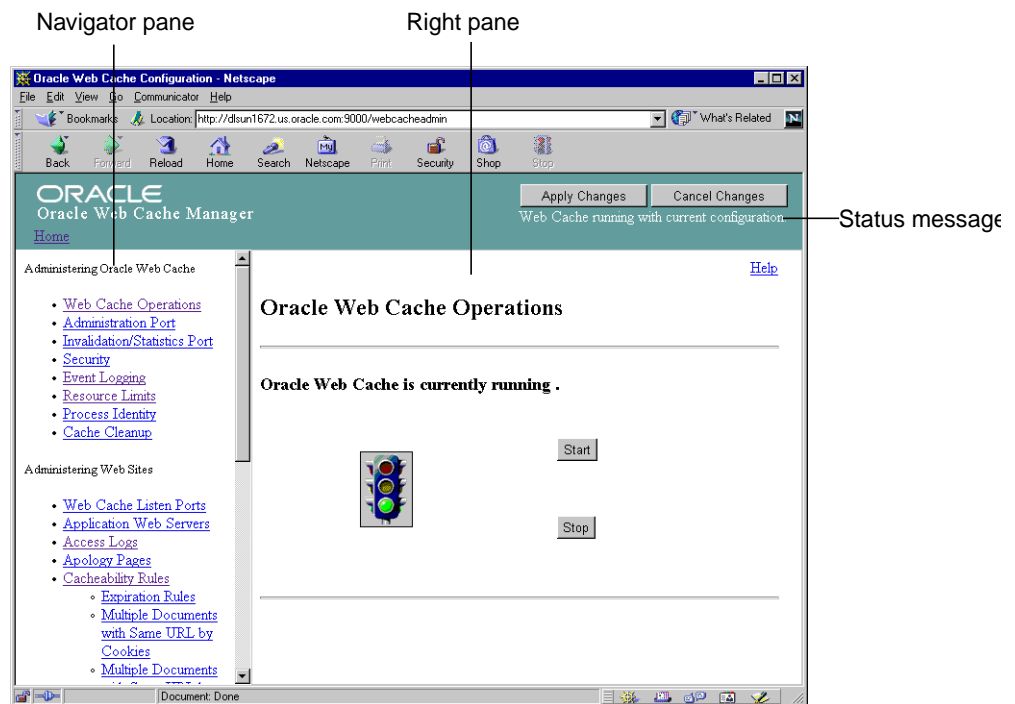 Navigator pane
Right pane
Oracle Web Cache Configuration - Netscape
File Edit View Go Communicator Help
Bookmarks Location: http://dlsun1672.us.oracle.com:9000/webcacheadmin What's Related
Back Forward Reload Home Search Netscape Print Security Shop Stop
My
N
ORACLE
Oracle Web Cache Manager
Home
Apply Changes Cancel Changes
Web Cache running with current configuration
Status message
Administering Oracle Web Cache
• Web Cache Operations
• Administration Port
• Invalidation/Statistics Port
• Security
• Event Logging
• Resource Limits
• Process Identity
• Cache Cleanup
Administering Web Sites
• Web Cache Listen Ports
• Application Web Servers
• Access Logs
• Apology Pages
• Cacheability Rules
◦ Expiration Rules
◦ Multiple Documents
with Same URL by
Cookies
◦ Multiple Documents
Help
Oracle Web Cache Operations
Oracle Web Cache is currently running .
Start
Stop
Document: Done